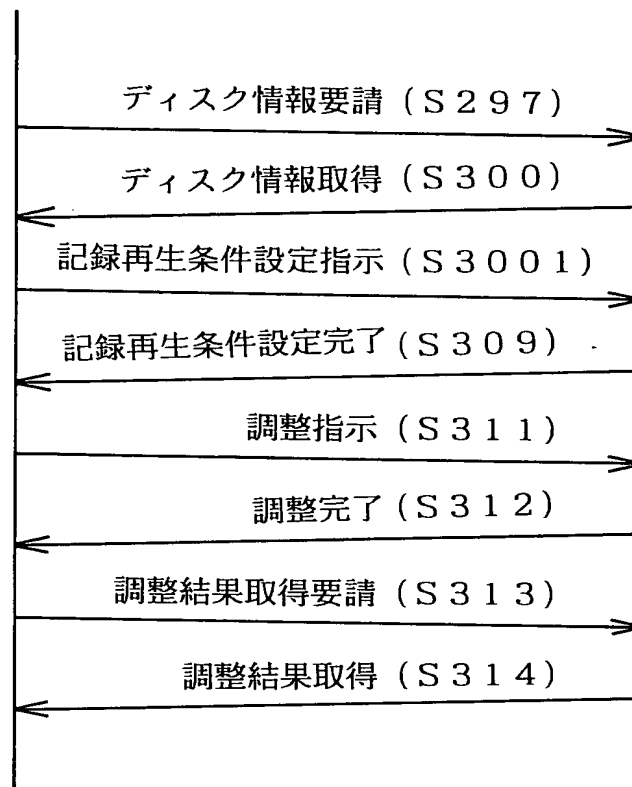 ディスク情報要請(S297)
ディスク情報取得(S300)
記録再生条件設定指示(S3001)
記録再生条件設定完了(S309)
調整指示(S311)
調整完了(S312)
調整結果取得要請(S313)
調整結果取得(S314)